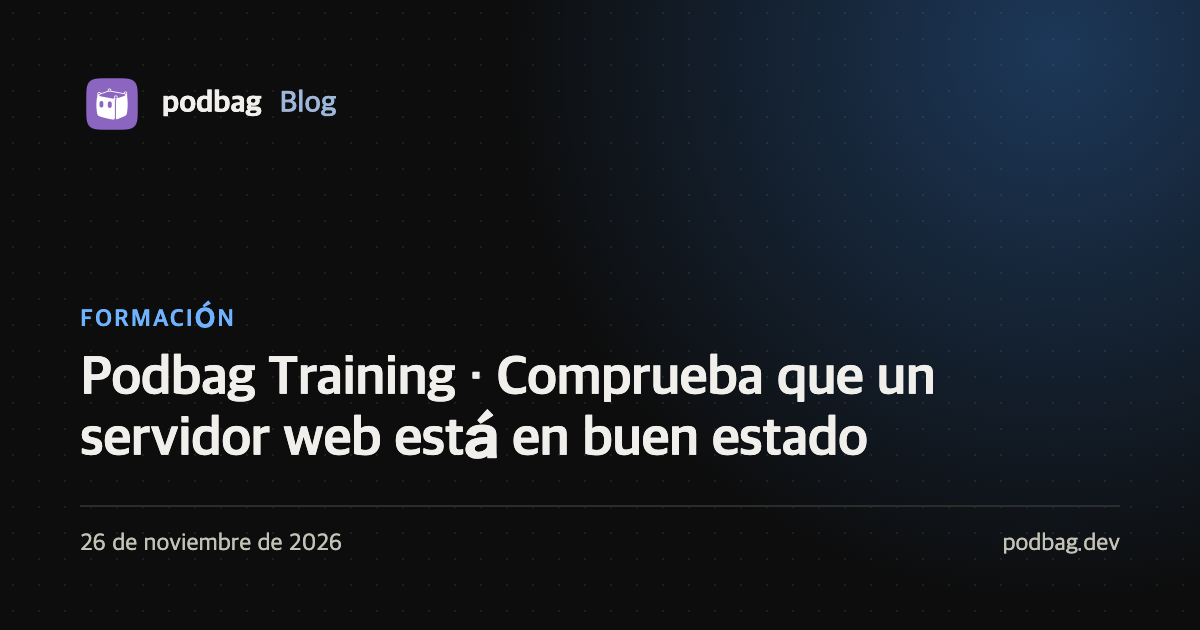 podbag Blog
FORMACIÓN
Podbag Training · Comprueba que un
servidor web está en buen estado
26 de noviembre de 2026
podbag.dev